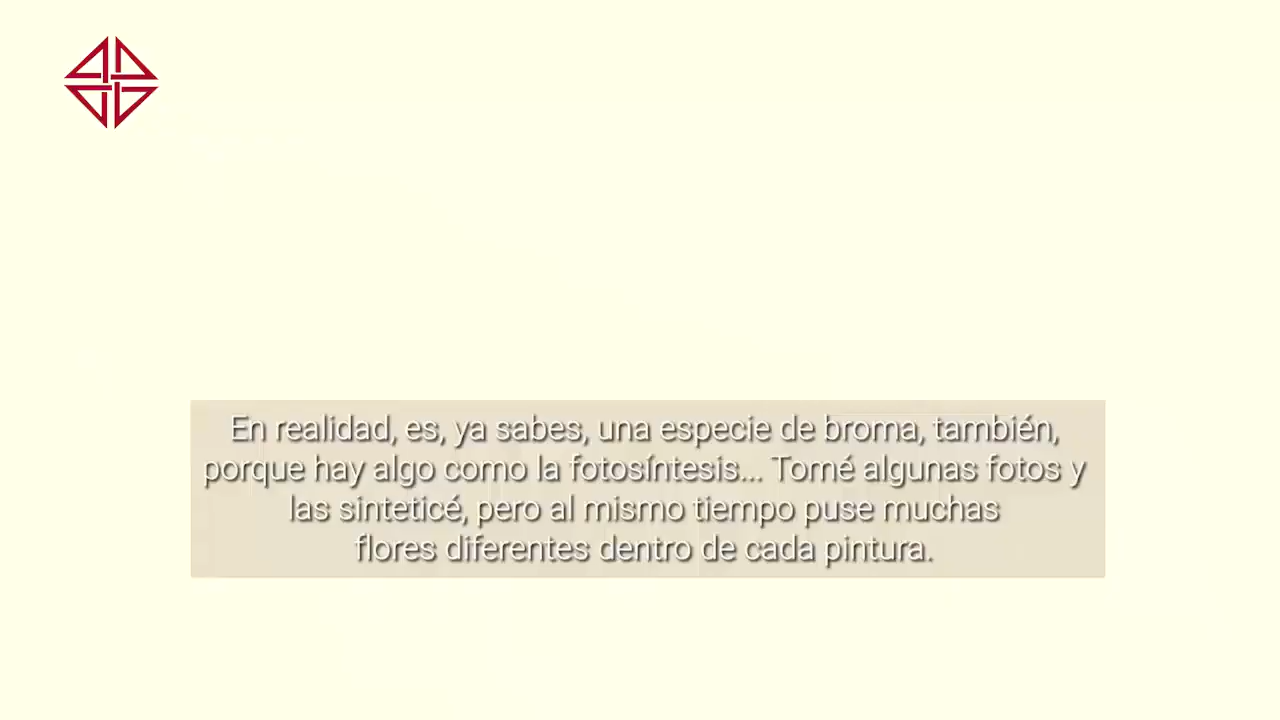 En realidad, es, ya sabes, una especie de broma, también,
porque hay algo como la fotosíntesis... Tomé algunas fotos y
las sinteticé, pero al mismo tiempo puse muchas
flores diferentes dentro de cada pintura.